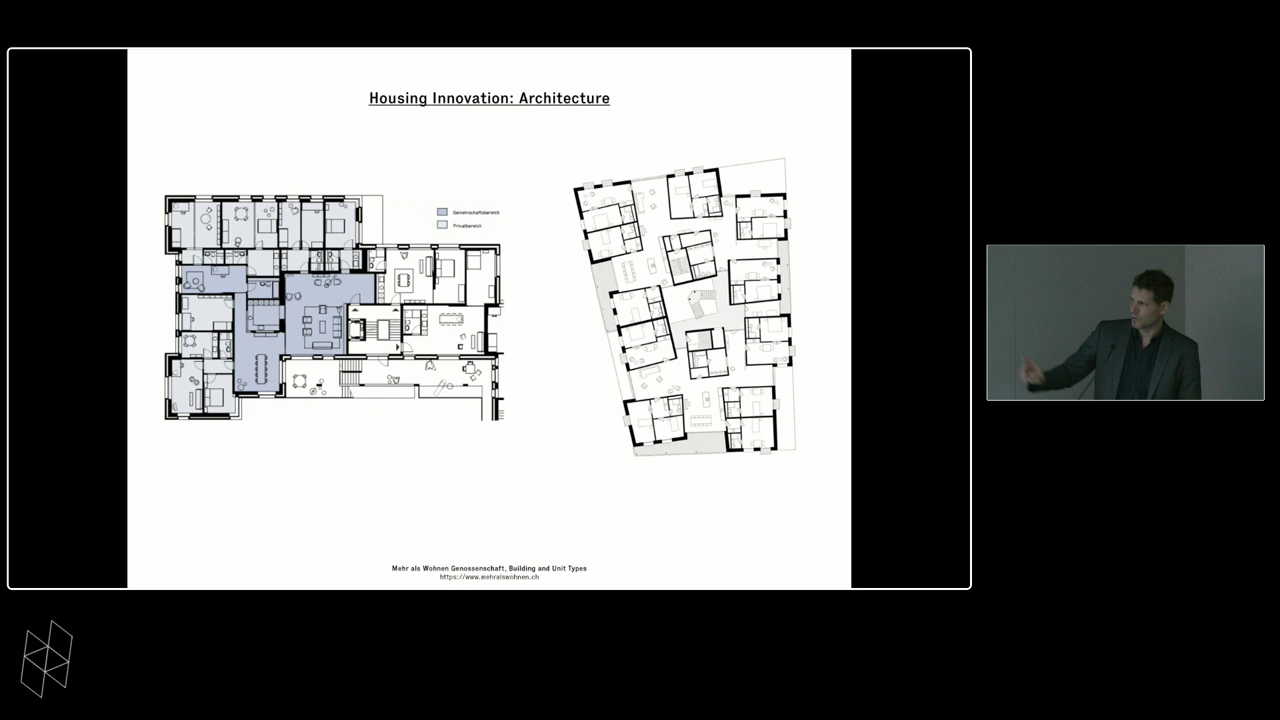 Housing Innovation: Architecture
Gemeinschaftsbereich
Privatbereich
Mehr als Wohnen Genossenschaft, Building and Unit Types
https://www.mehralswohnen.ch